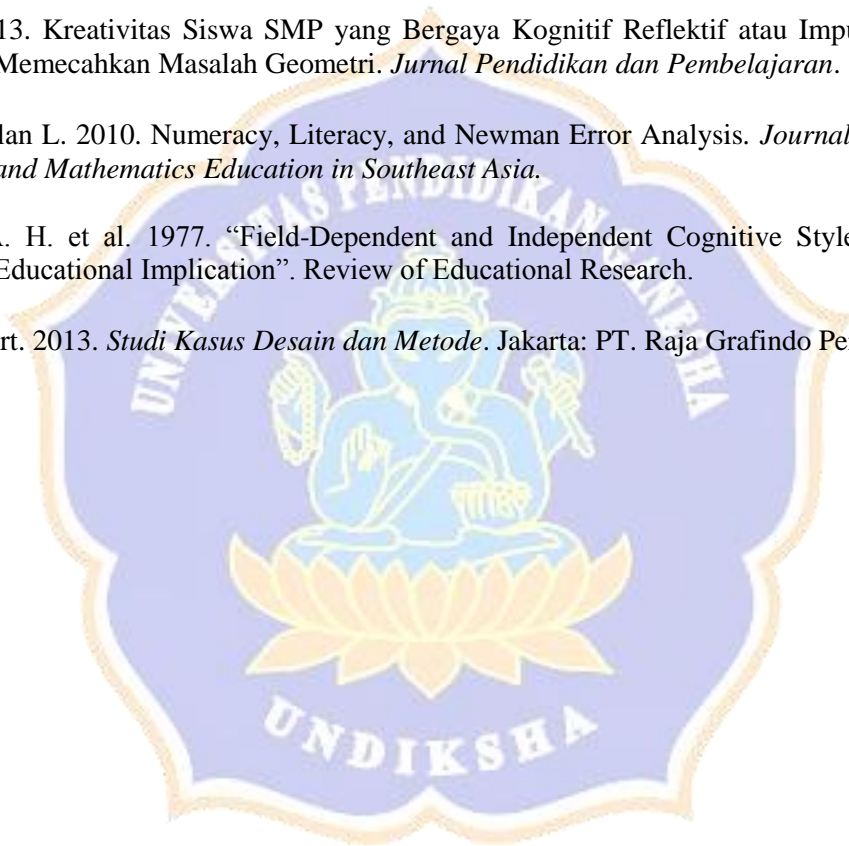 13. Kreativitas Siswa SMP yang Bergaya Kognitif Reflektif atau Impu
Memecahkan Masalah Geometri. Jurnal Pendidikan dan Pembelajaran.
lan L. 2010. Numeracy, Literacy, and Newman Error Analysis. Journal
and Mathematics Education in Southeast Asia.
. H. et al. 1977. “Field-Dependent and Independent Cognitive Style
Educational Implication”. Review of Educational Research.
rt. 2013. Studi Kasus Desain dan Metode. Jakarta: PT. Raja Grafindo Per
UNIVERSITAS PENDIDIKAN GANESHA
UNDIKSHA